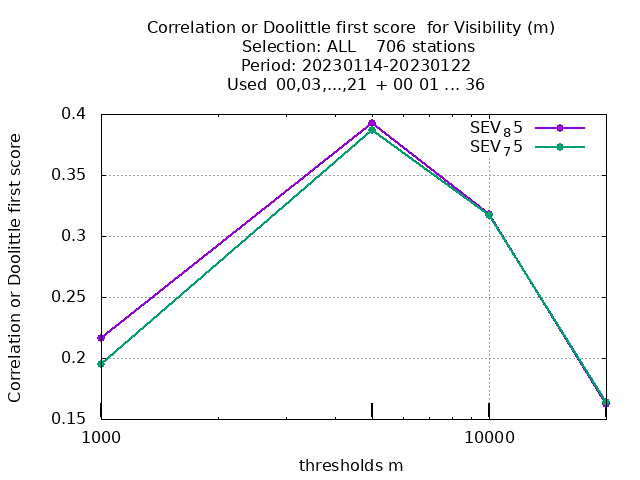 Correlation or Doolittle first score  for Visibility (m)
Selection: ALL    706 stations
Period: 20230114-20230122
Used  00,03,...,21  + 00 01 ... 36
Correlation or Doolittle first score
0.4
0.35
0.3
0.25
0.2
0.15
SEV₈5
SEV₇5
1000
10000
thresholds m